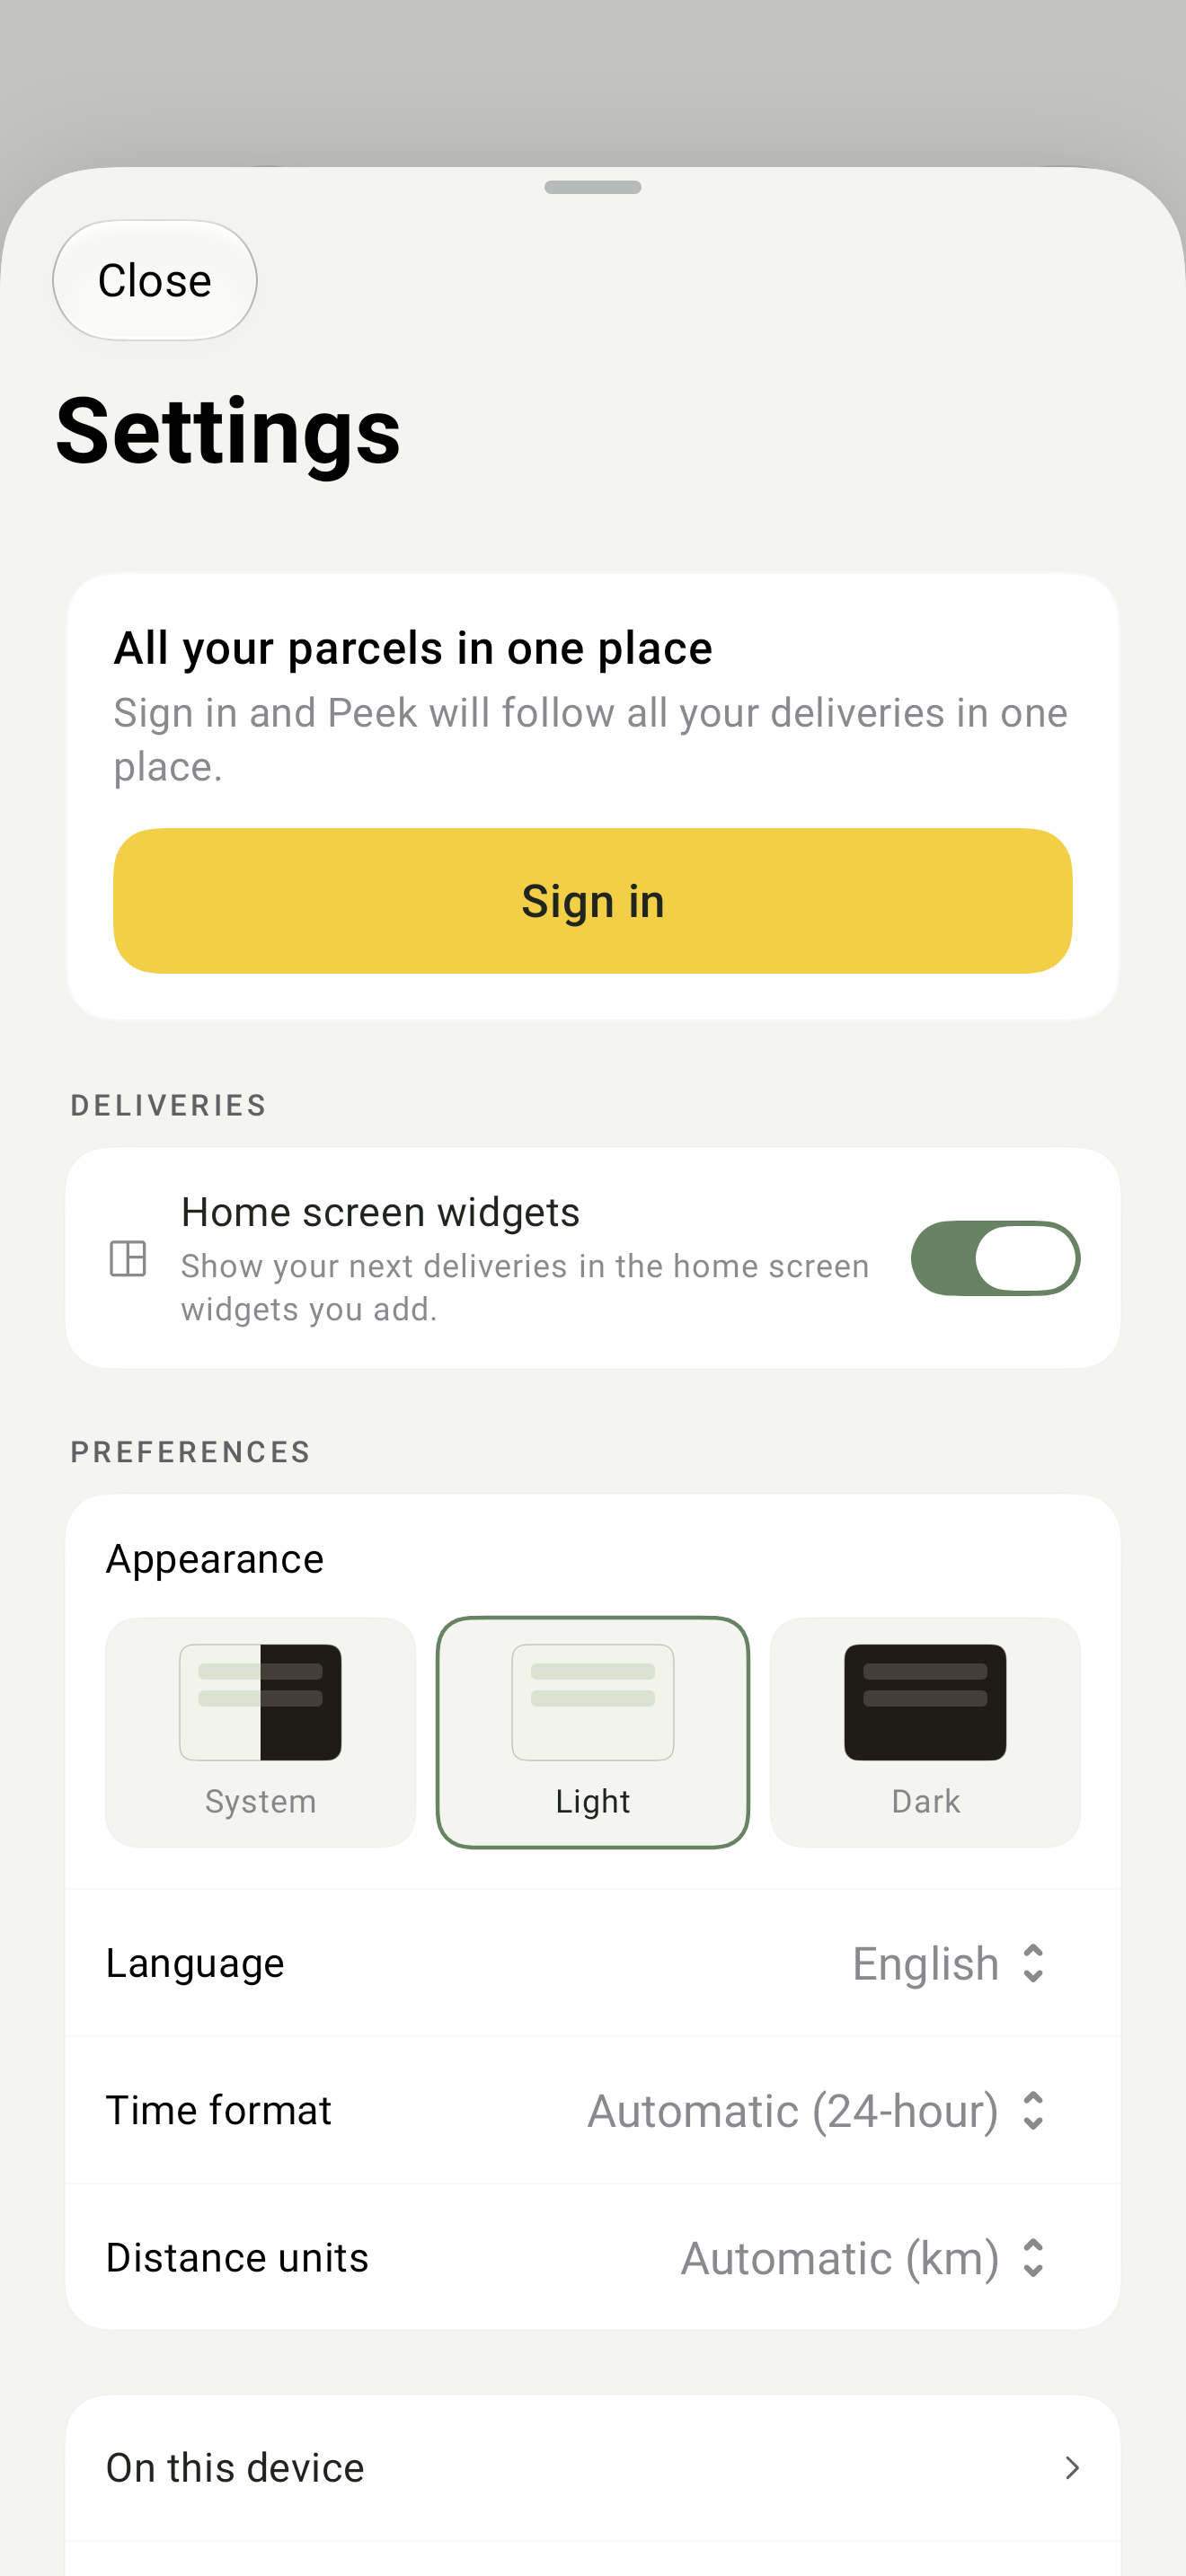 Close
Settings
All your parcels in one place
Sign in and Peek will follow all your deliveries in one
place.
Sign in
DELIVERIES
Home screen widgets
Show your next deliveries in the home screen
widgets you add.
PREFERENCES
Appearance
System
Light
Dark
Language
English
Time format
Automatic (24-hour)
Distance units
Automatic (km)
On this device